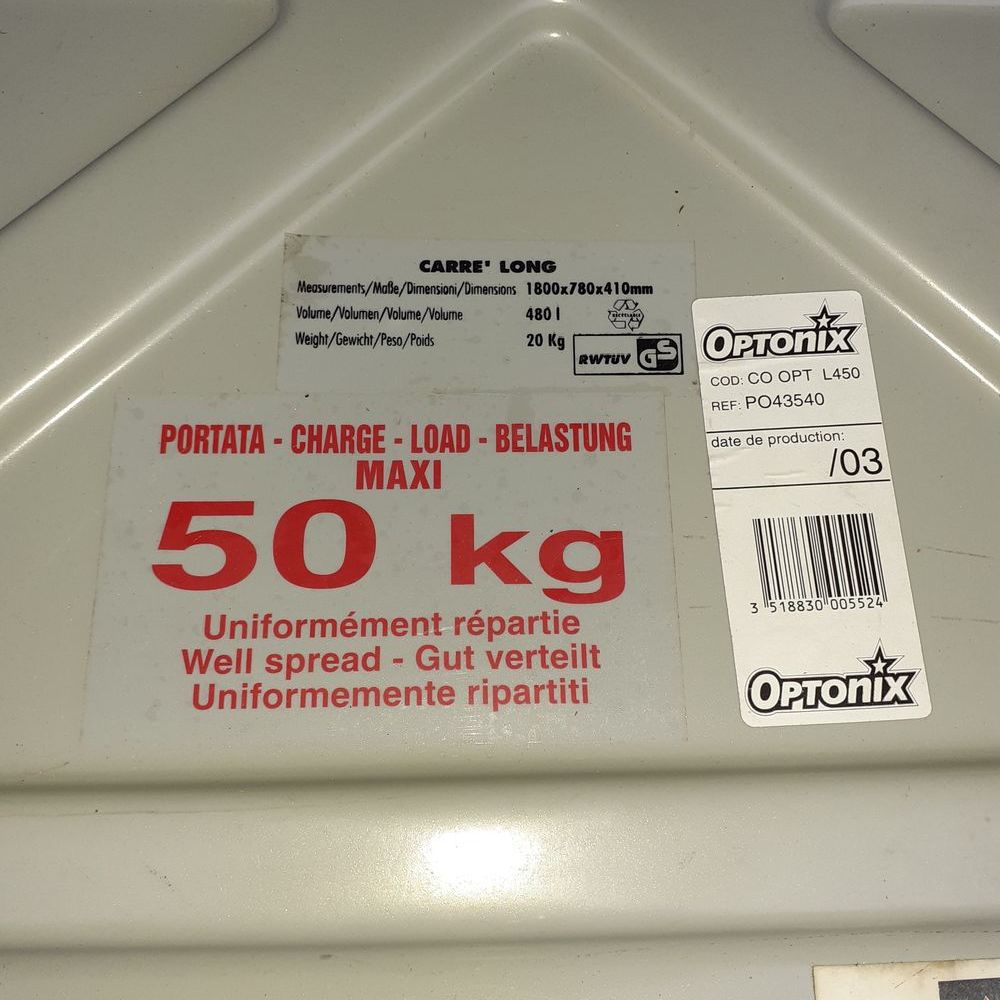 CARRE' LONG
Measurements/Maße/Dimensioni/Dimensions 1800x780x410mm
Volume/Volumen/Volume/Volume 480 l
Weight/Gewicht/Peso/Poids 20 Kg
RWTÜV GS
PORTATA - CHARGE - LOAD - BELASTUNG
MAXI
50 kg
Uniformément répartie
Well spread - Gut verteilt
Uniformemente ripartiti
OPTONIX
COD: CO OPT L450
REF: PO43540
date de production:
/03
3 518830 005524
OPTONIX